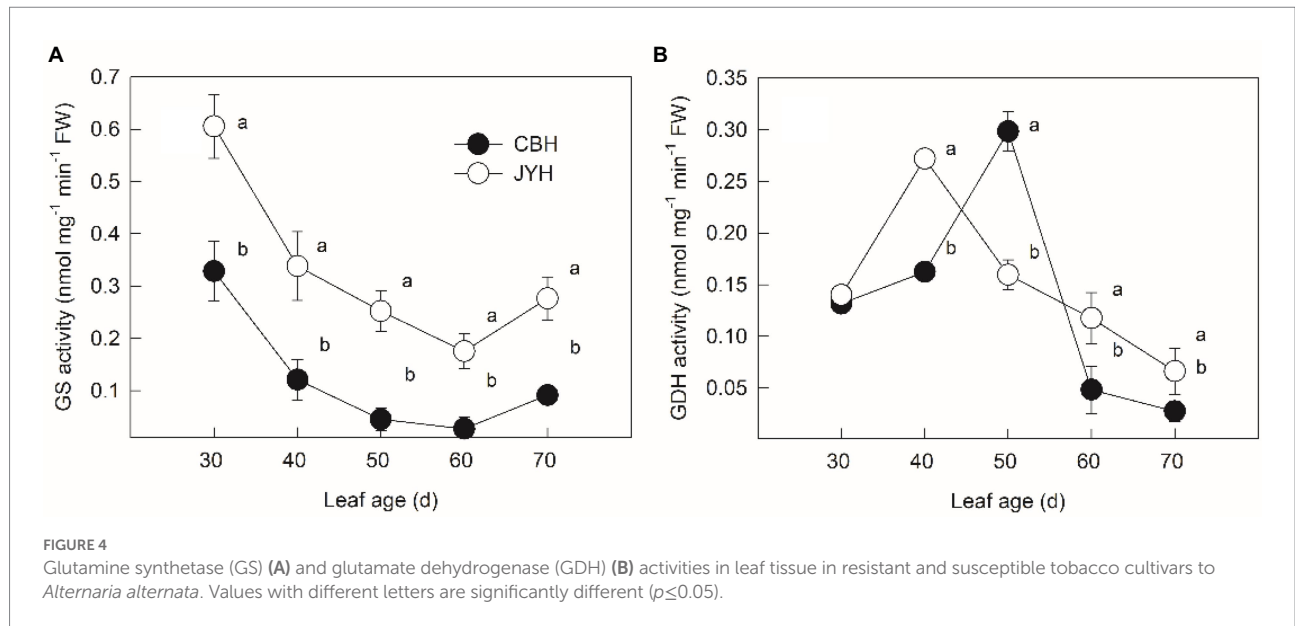 A
GS activity (nmol mg⁻¹ min⁻¹ FW)
0.7
0.6
0.5
0.4
0.3
0.2
0.1
a
b
a
b
a
b
a
b
a
b
CBH
JYH
30 40 50 60 70
Leaf age (d)
B
GDH activity (nmol mg⁻¹ min⁻¹ FW)
0.35
0.30
0.25
0.20
0.15
0.10
0.05
a
b
a
b
a
b
a
b
30 40 50 60 70
Leaf age (d)
FIGURE 4
Glutamine synthetase (GS) (A) and glutamate dehydrogenase (GDH) (B) activities in leaf tissue in resistant and susceptible tobacco cultivars to
Alternaria alternata. Values with different letters are significantly different (p≤0.05).